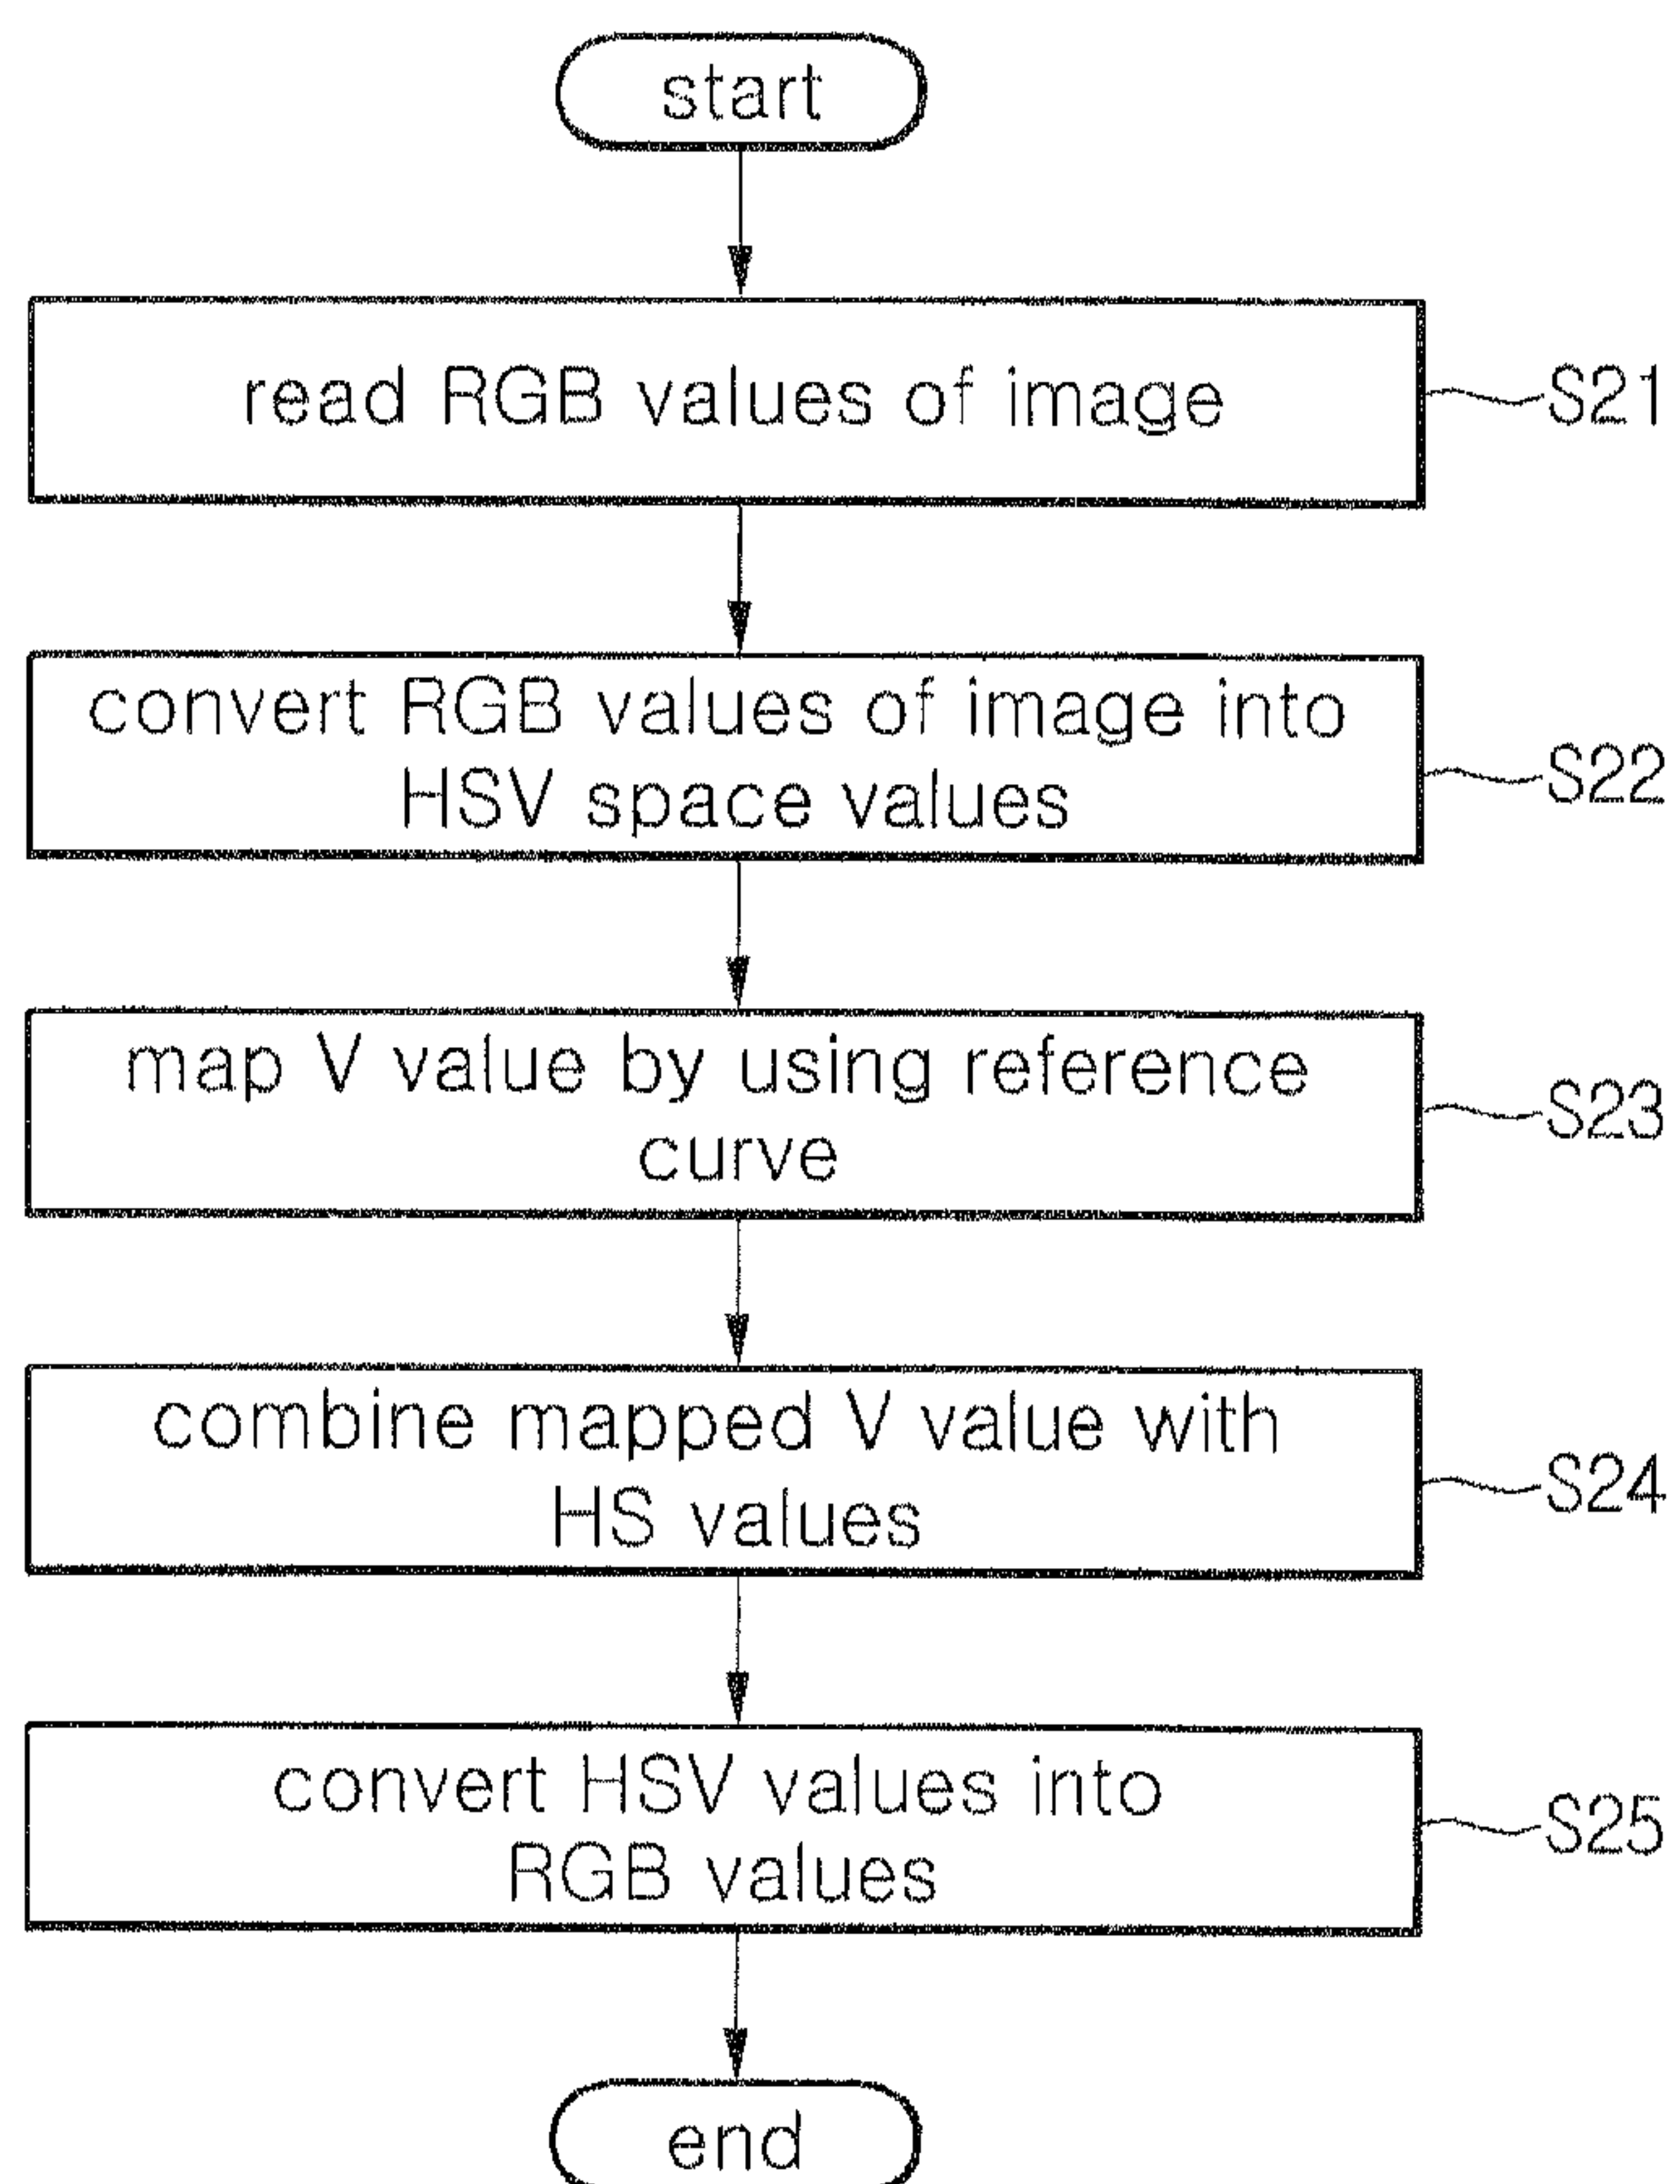 start
read RGB values of image
S21
convert RGB values of image into
HSV space values
S22
map V value by using reference
curve
S23
combine mapped V value with
HS values
S24
convert HSV values into
RGB values
S25
end